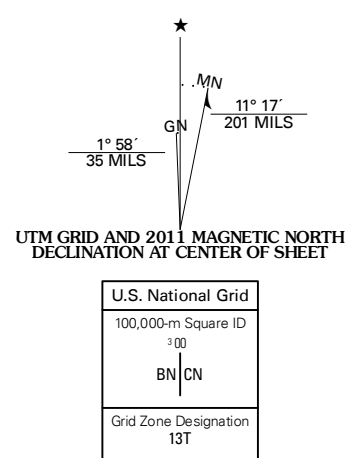 ★
MN
GN
11° 17´
201 MILS
1° 58´
35 MILS
UTM GRID AND 2011 MAGNETIC NORTH
DECLINATION AT CENTER OF SHEET
U.S. National Grid
100,000-m Square ID
³00
BN CN
Grid Zone Designation
13T